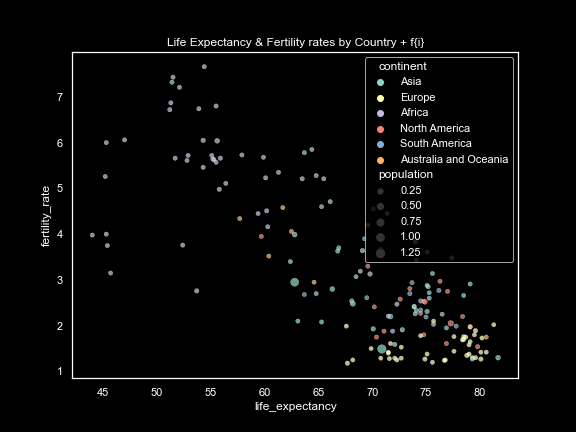 Life Expectancy & Fertility rates by Country + f{i}
continent
Asia
Europe
Africa
North America
South America
Australia and Oceania
population
0.25
0.50
0.75
1.00
1.25
fertility_rate
7
6
5
4
3
2
1
45 50 55 60 65 70 75 80
life_expectancy